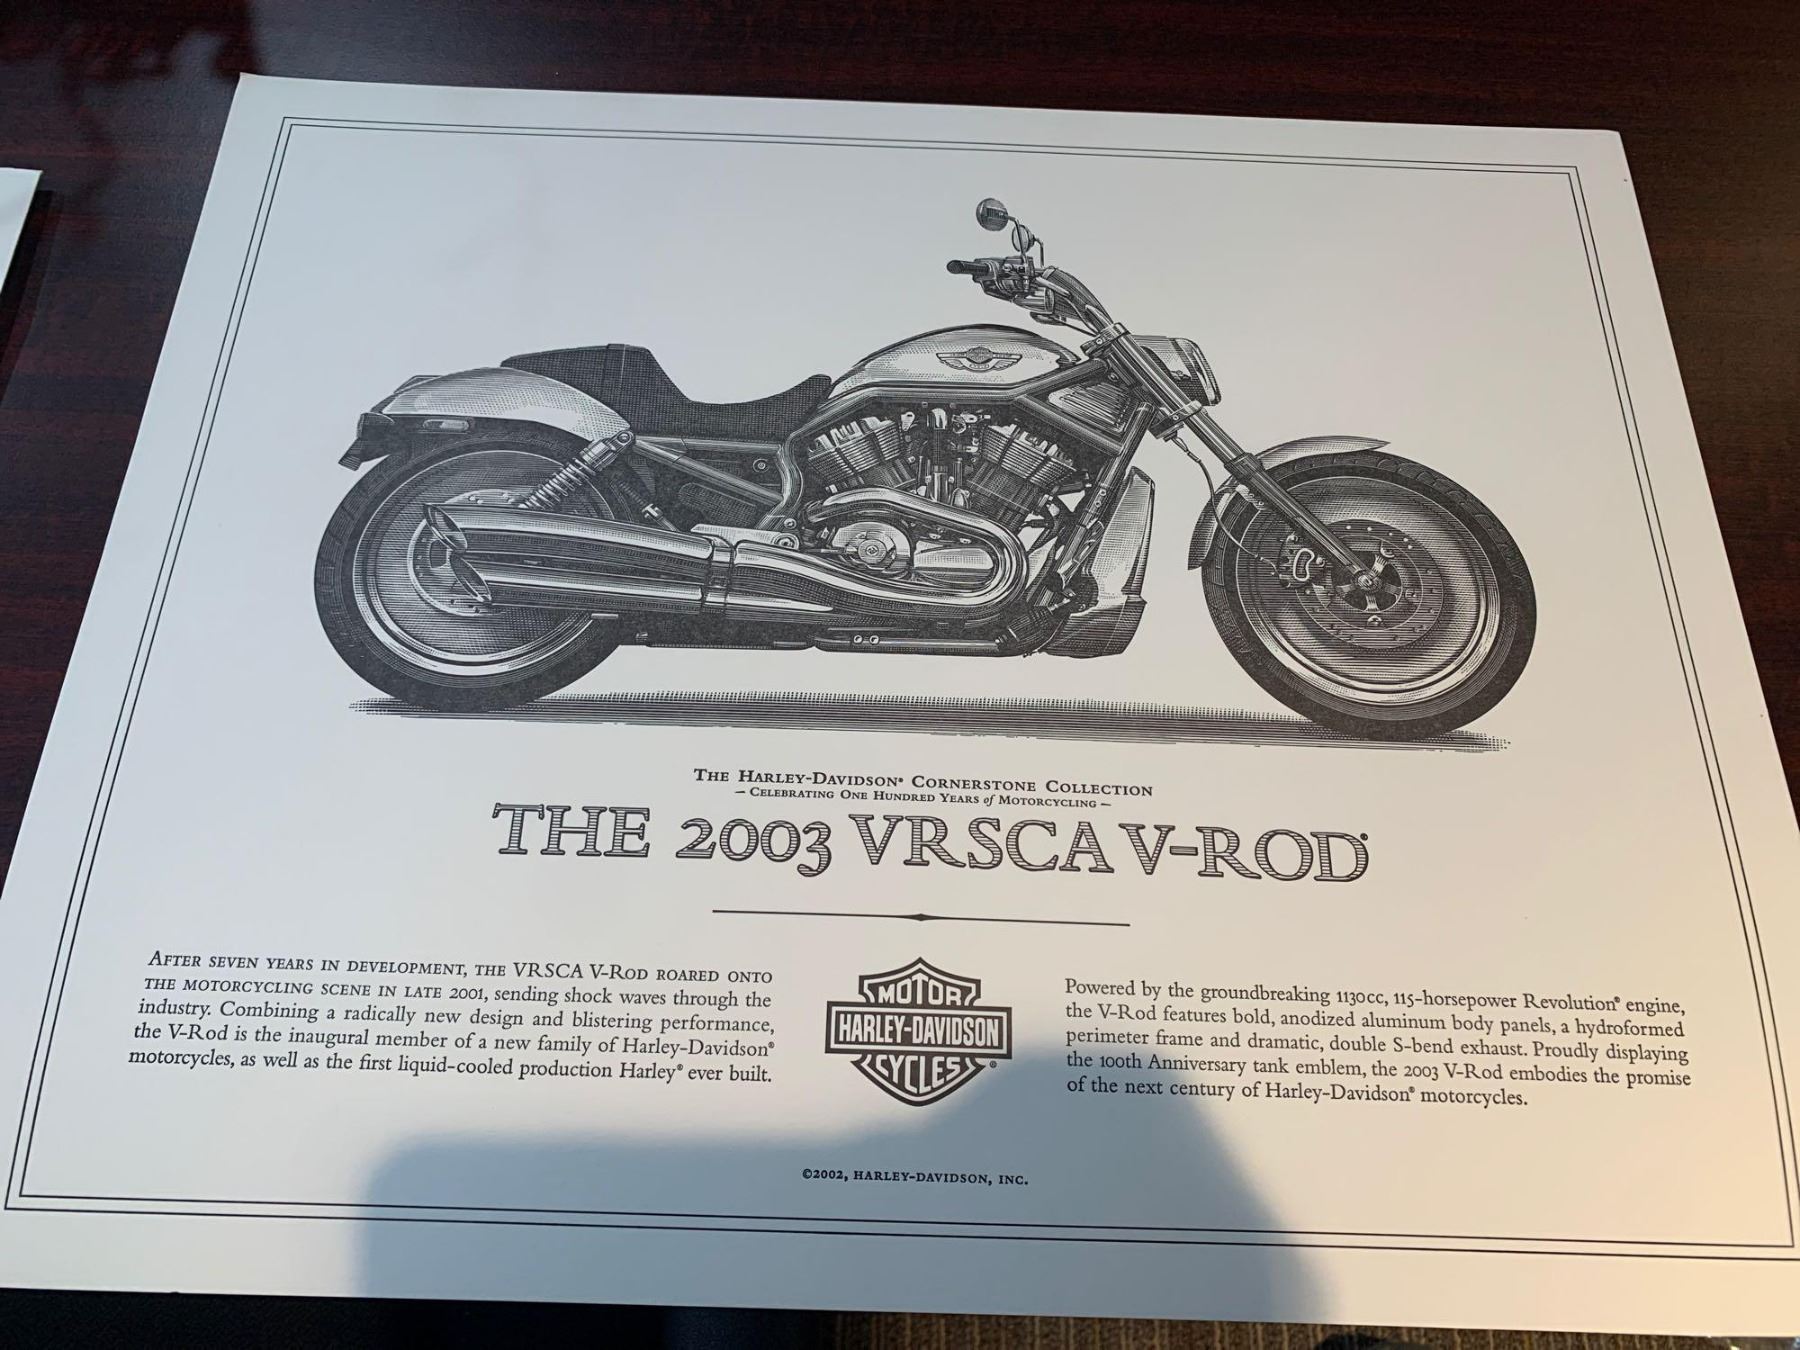 THE HARLEY-DAVIDSON® CORNERSTONE COLLECTION
– CELEBRATING ONE HUNDRED YEARS of MOTORCYCLING –
THE 2003 VRSCA V-ROD®
AFTER SEVEN YEARS IN DEVELOPMENT, THE VRSCA V-ROD ROARED ONTO
THE MOTORCYCLING SCENE IN LATE 2001, sending shock waves through the
industry. Combining a radically new design and blistering performance,
the V-Rod is the inaugural member of a new family of Harley-Davidson®
motorcycles, as well as the first liquid-cooled production Harley® ever built.
MOTOR
HARLEY-DAVIDSON
CYCLES®
Powered by the groundbreaking 1130cc, 115-horsepower Revolution® engine,
the V-Rod features bold, anodized aluminum body panels, a hydroformed
perimeter frame and dramatic, double S-bend exhaust. Proudly displaying
the 100th Anniversary tank emblem, the 2003 V-Rod embodies the promise
of the next century of Harley-Davidson® motorcycles.
©2002, HARLEY-DAVIDSON, INC.